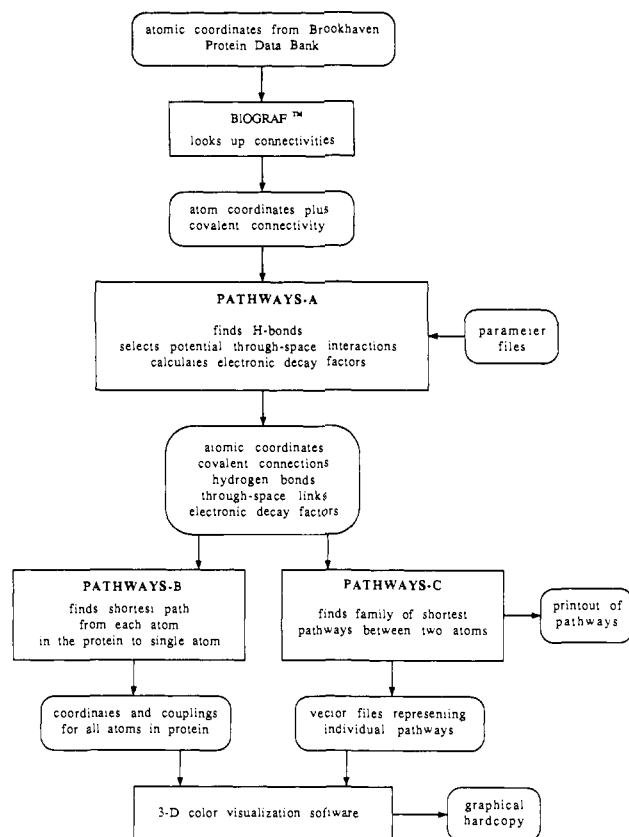 atomic coordinates from Brookhaven
Protein Data Bank
BIOGRAF™
looks up connectivities
atom coordinates plus
covalent connectivity
PATHWAYS-A
finds H-bonds
selects potential through-space interactions
calculates electronic decay factors
parameter
files
atomic coordinates
covalent connections
hydrogen bonds
through-space links
electronic decay factors
PATHWAYS-B
finds shortest path
from each atom
in the protein to single atom
PATHWAYS-C
finds family of shortest
pathways between two atoms
printout of
pathways
coordinates and couplings
for all atoms in protein
vector files representing
individual pathways
3-D color visualization software
graphical
hardcopy